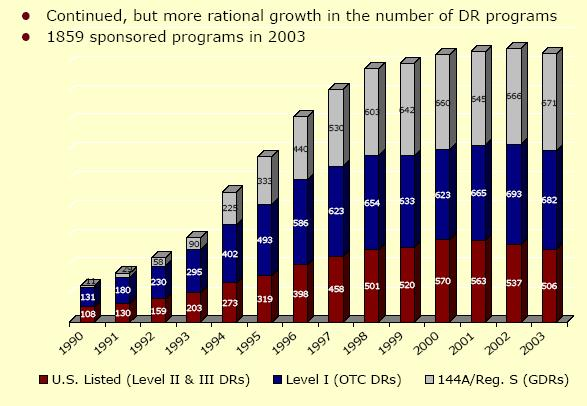 Continued, but more rational growth in the number of DR programs
1859 sponsored programs in 2003
225 333 440 530 603 642 660 645 666 671
58 90
131 180 230 295 402 493 586 623 654 633 623 665 693 682
108 130 159 203 273 319 398 458 501 520 570 563 537 506
1990 1991 1992 1993 1994 1995 1996 1997 1998 1999 2000 2001 2002 2003
U.S. Listed (Level II & III DRs) Level I (OTC DRs) 144A/Reg. S (GDRs)